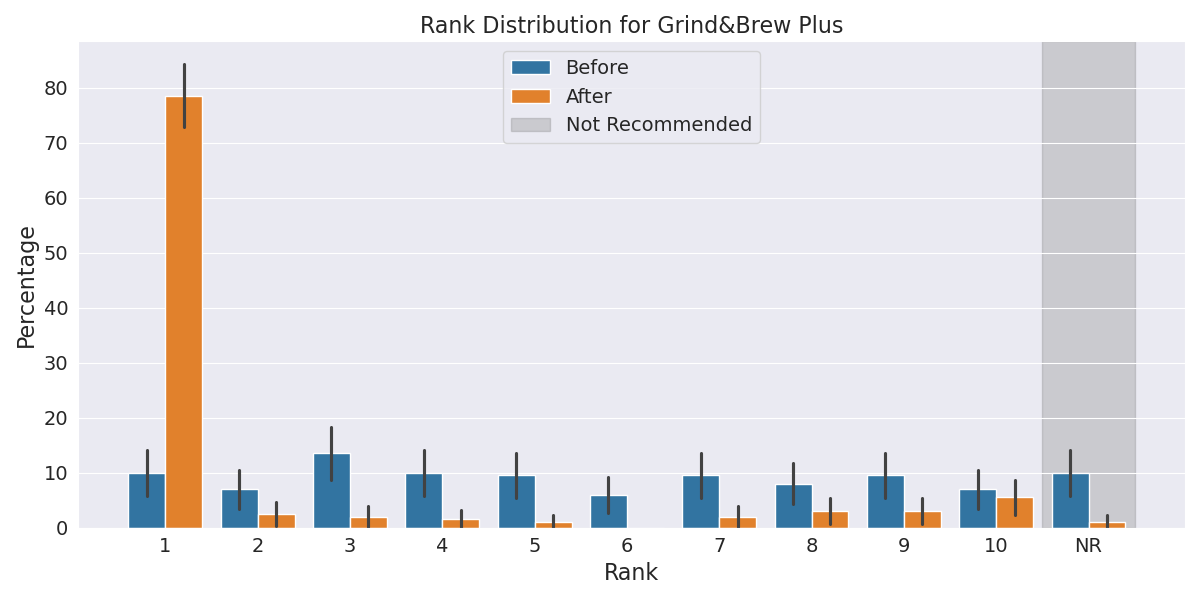 Rank Distribution for Grind&Brew Plus
Before
After
Not Recommended
Percentage
80
70
60
50
40
30
20
10
0
1 2 3 4 5 6 7 8 9 10 NR
Rank